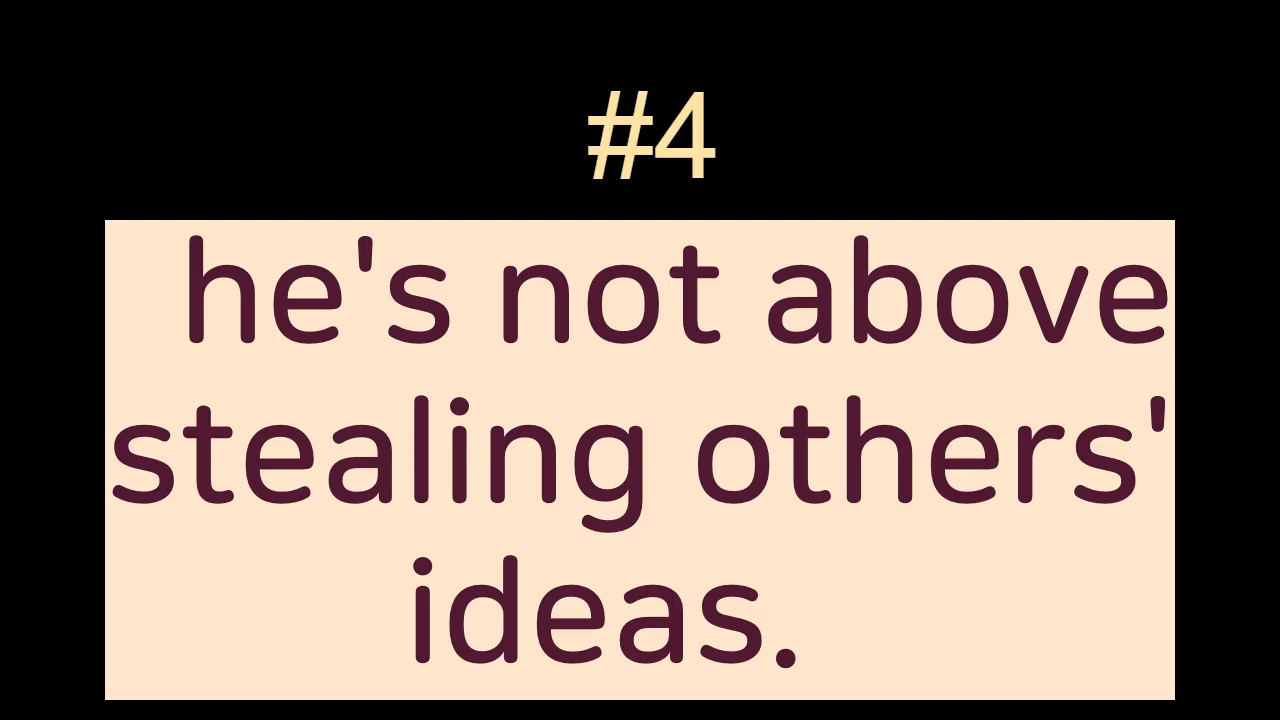 #4
he's not above
stealing others'
ideas.